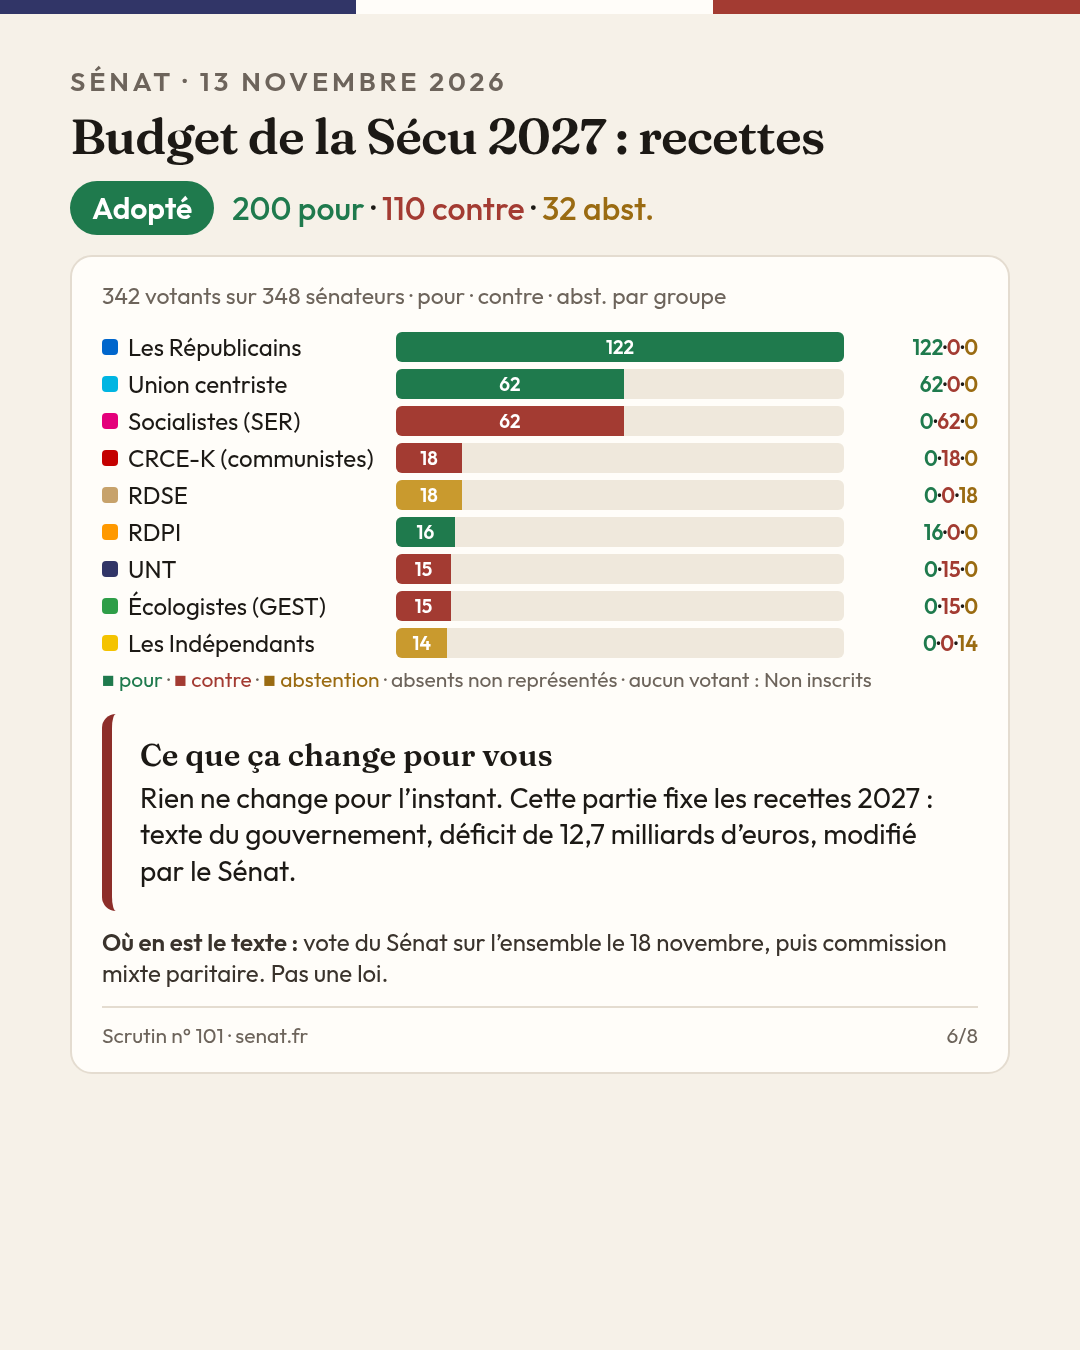 SÉNAT · 13 NOVEMBRE 2026
Budget de la Sécu 2027 : recettes
Adopté 200 pour · 110 contre · 32 abst.
342 votants sur 348 sénateurs · pour · contre · abst. par groupe
Les Républicains 122 122·0·0
Union centriste 62 62·0·0
Socialistes (SER) 62 0·62·0
CRCE-K (communistes) 18 0·18·0
RDSE 18 0·0·18
RDPI 16 16·0·0
UNT 15 0·15·0
Écologistes (GEST) 15 0·15·0
Les Indépendants 14 0·0·14
■ pour · ■ contre · ■ abstention · absents non représentés · aucun votant : Non inscrits
Ce que ça change pour vous
Rien ne change pour l’instant. Cette partie fixe les recettes 2027 :
texte du gouvernement, déficit de 12,7 milliards d’euros, modifié
par le Sénat.
Où en est le texte : vote du Sénat sur l’ensemble le 18 novembre, puis commission
mixte paritaire. Pas une loi.
Scrutin n° 101 · senat.fr 6/8